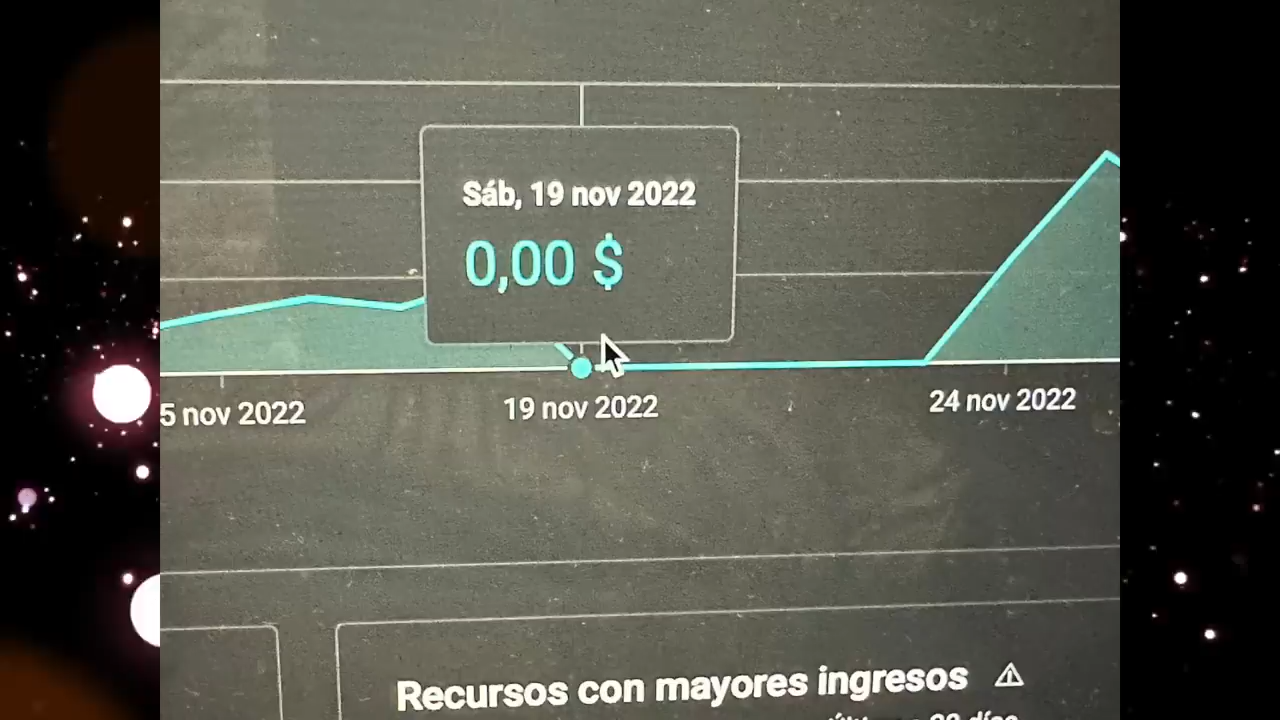 Sáb, 19 nov 2022
0,00 $
5 nov 2022
19 nov 2022
24 nov 2022
Recursos con mayores ingresos